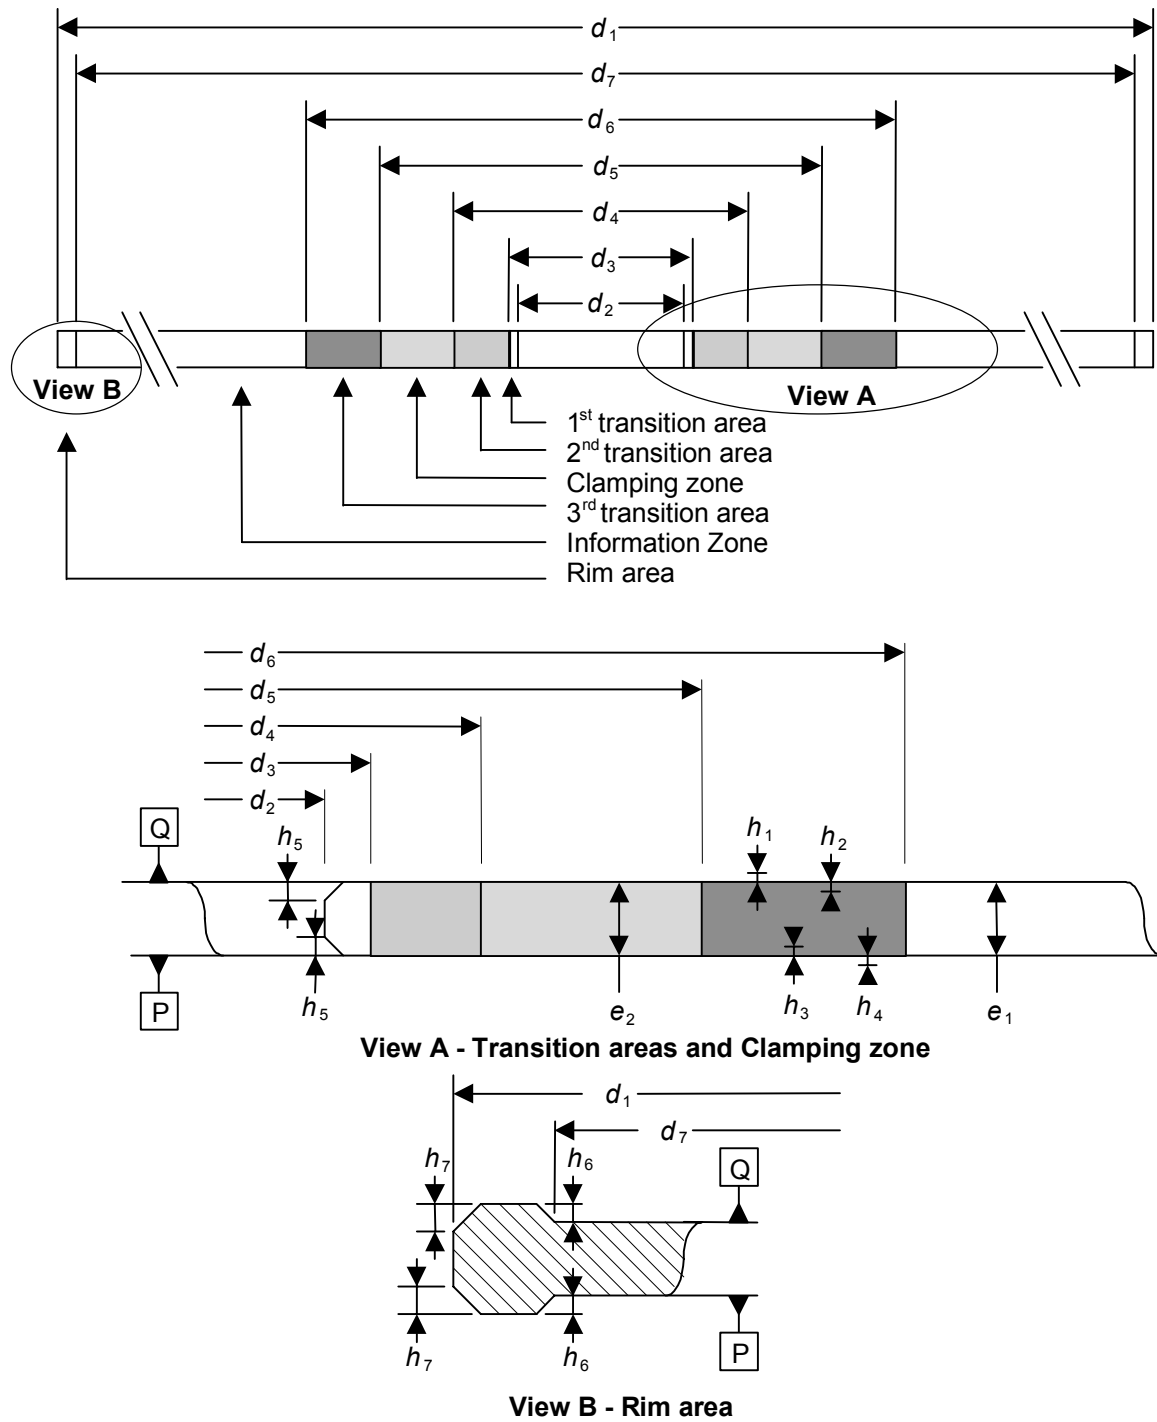 d1
d7
d6
d5
d4
d3
d2
View B
View A
1st transition area
2nd transition area
Clamping zone
3rd transition area
Information Zone
Rim area
d6
d5
d4
d3
d2
Q
h5
h1
h2
P
h5
e2
h3
h4
e1
View A - Transition areas and Clamping zone
d1
d7
h7
h6
Q
h7
h6
P
View B - Rim area